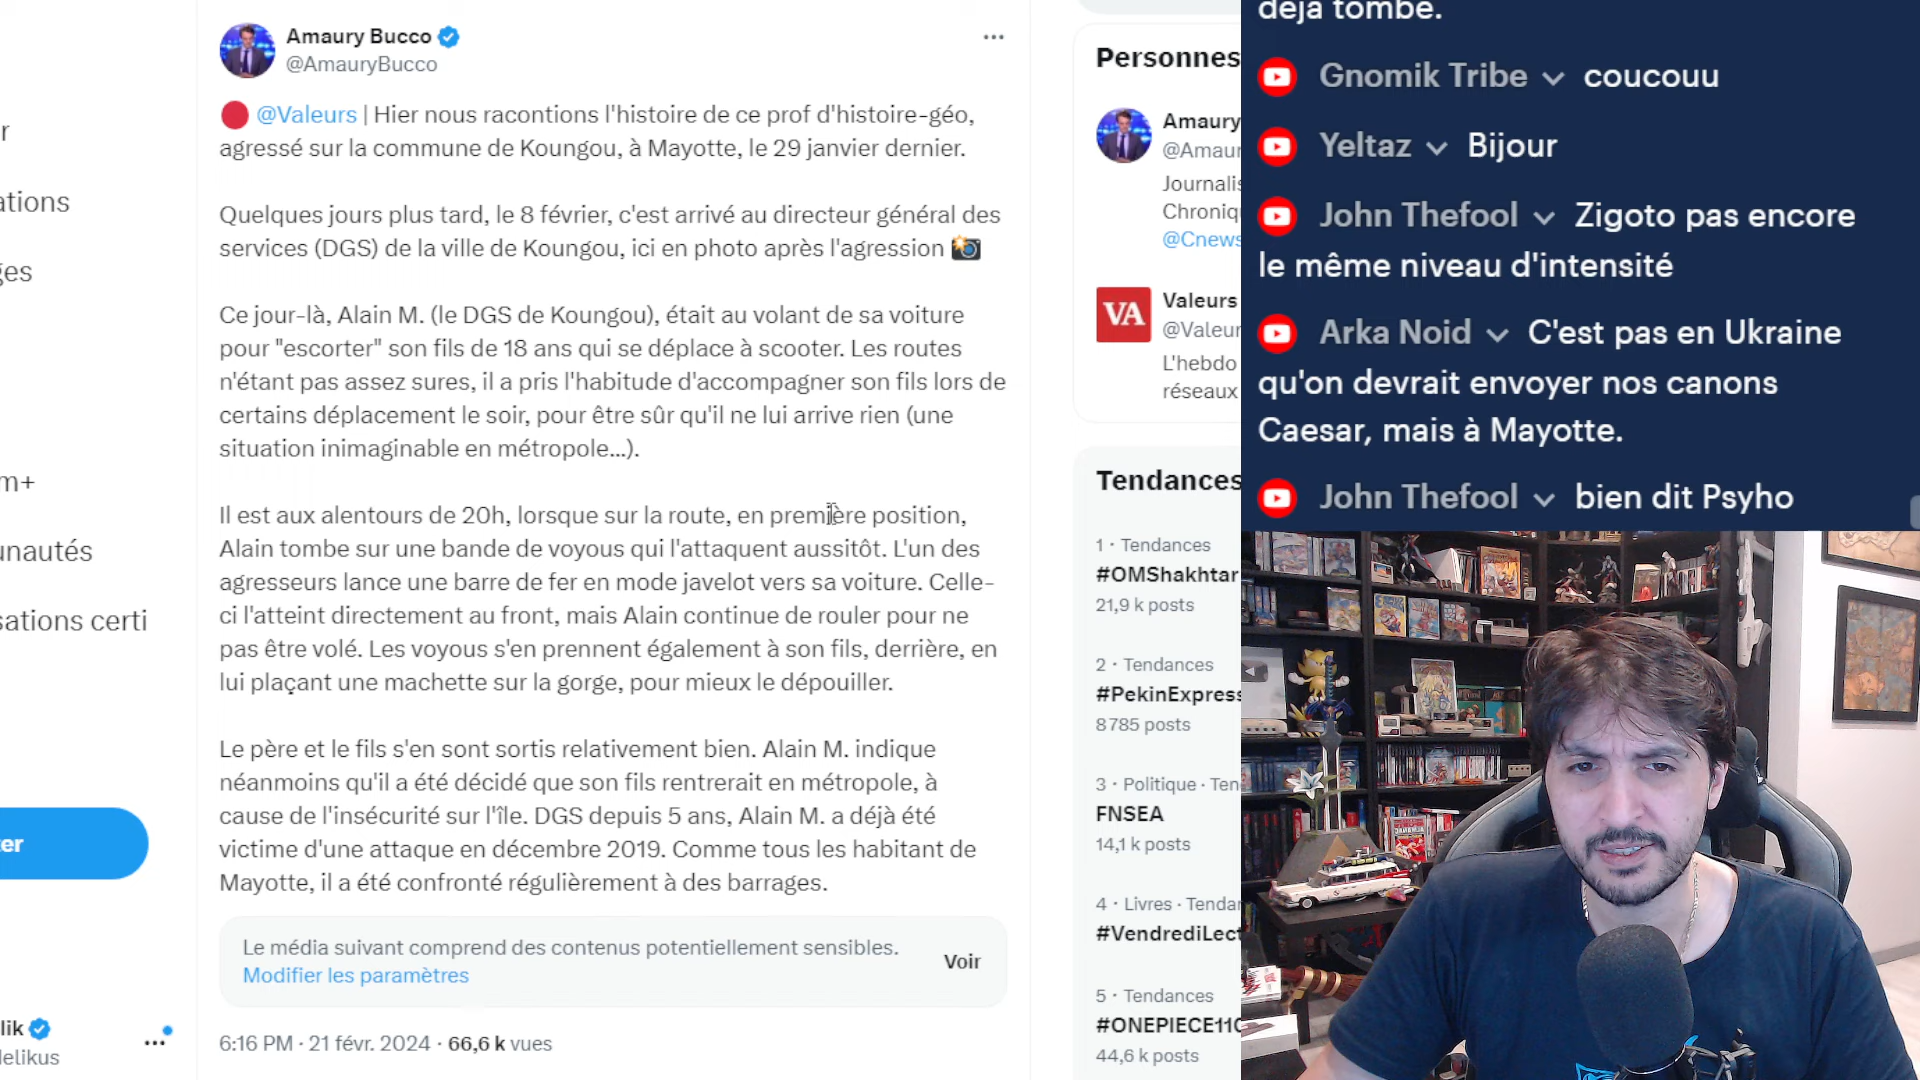 Amaury Bucco
@AmauryBucco
@Valeurs | Hier nous racontions l'histoire de ce prof d'histoire-géo,
agressé sur la commune de Koungou, à Mayotte, le 29 janvier dernier.
Quelques jours plus tard, le 8 février, c'est arrivé au directeur général des
services (DGS) de la ville de Koungou, ici en photo après l'agression
Ce jour-là, Alain M. (le DGS de Koungou), était au volant de sa voiture
pour "escorter" son fils de 18 ans qui se déplace à scooter. Les routes
n'étant pas assez sures, il a pris l'habitude d'accompagner son fils lors de
certains déplacement le soir, pour être sûr qu'il ne lui arrive rien (une
situation inimaginable en métropole...).
Il est aux alentours de 20h, lorsque sur la route, en première position,
Alain tombe sur une bande de voyous qui l'attaquent aussitôt. L'un des
agresseurs lance une barre de fer en mode javelot vers sa voiture. Celle-
ci l'atteint directement au front, mais Alain continue de rouler pour ne
pas être volé. Les voyous s'en prennent également à son fils, derrière, en
lui plaçant une machette sur la gorge, pour mieux le dépouiller.
Le père et le fils s'en sont sortis relativement bien. Alain M. indique
néanmoins qu'il a été décidé que son fils rentrerait en métropole, à
cause de l'insécurité sur l'île. DGS depuis 5 ans, Alain M. a déjà été
victime d'une attaque en décembre 2019. Comme tous les habitant de
Mayotte, il a été confronté régulièrement à des barrages.
Le média suivant comprend des contenus potentiellement sensibles.
Modifier les paramètres
Voir
6:16 PM · 21 févr. 2024 · 66,6 k vues
r
ations
ges
m+
unautés
sations certi
er
lik
elikus
Personnes
Amaury
@Amaur
Journalis
Chroniq
@Cnews
VA
Valeurs
@Valeur
L'hebdo
réseaux
Tendances
1 · Tendances
#OMShakhtar
21,9 k posts
2 · Tendances
#PekinExpress
8 785 posts
3 · Politique · Ten
FNSEA
14,1 k posts
4 · Livres · Tendan
#VendrediLect
5 · Tendances
#ONEPIECE110
44,6 k posts
déjà tombé.
Gnomik Tribe coucouu
Yeltaz Bijour
John Thefool Zigoto pas encore
le même niveau d'intensité
Arka Noid C'est pas en Ukraine
qu'on devrait envoyer nos canons
Caesar, mais à Mayotte.
John Thefool bien dit Psyho